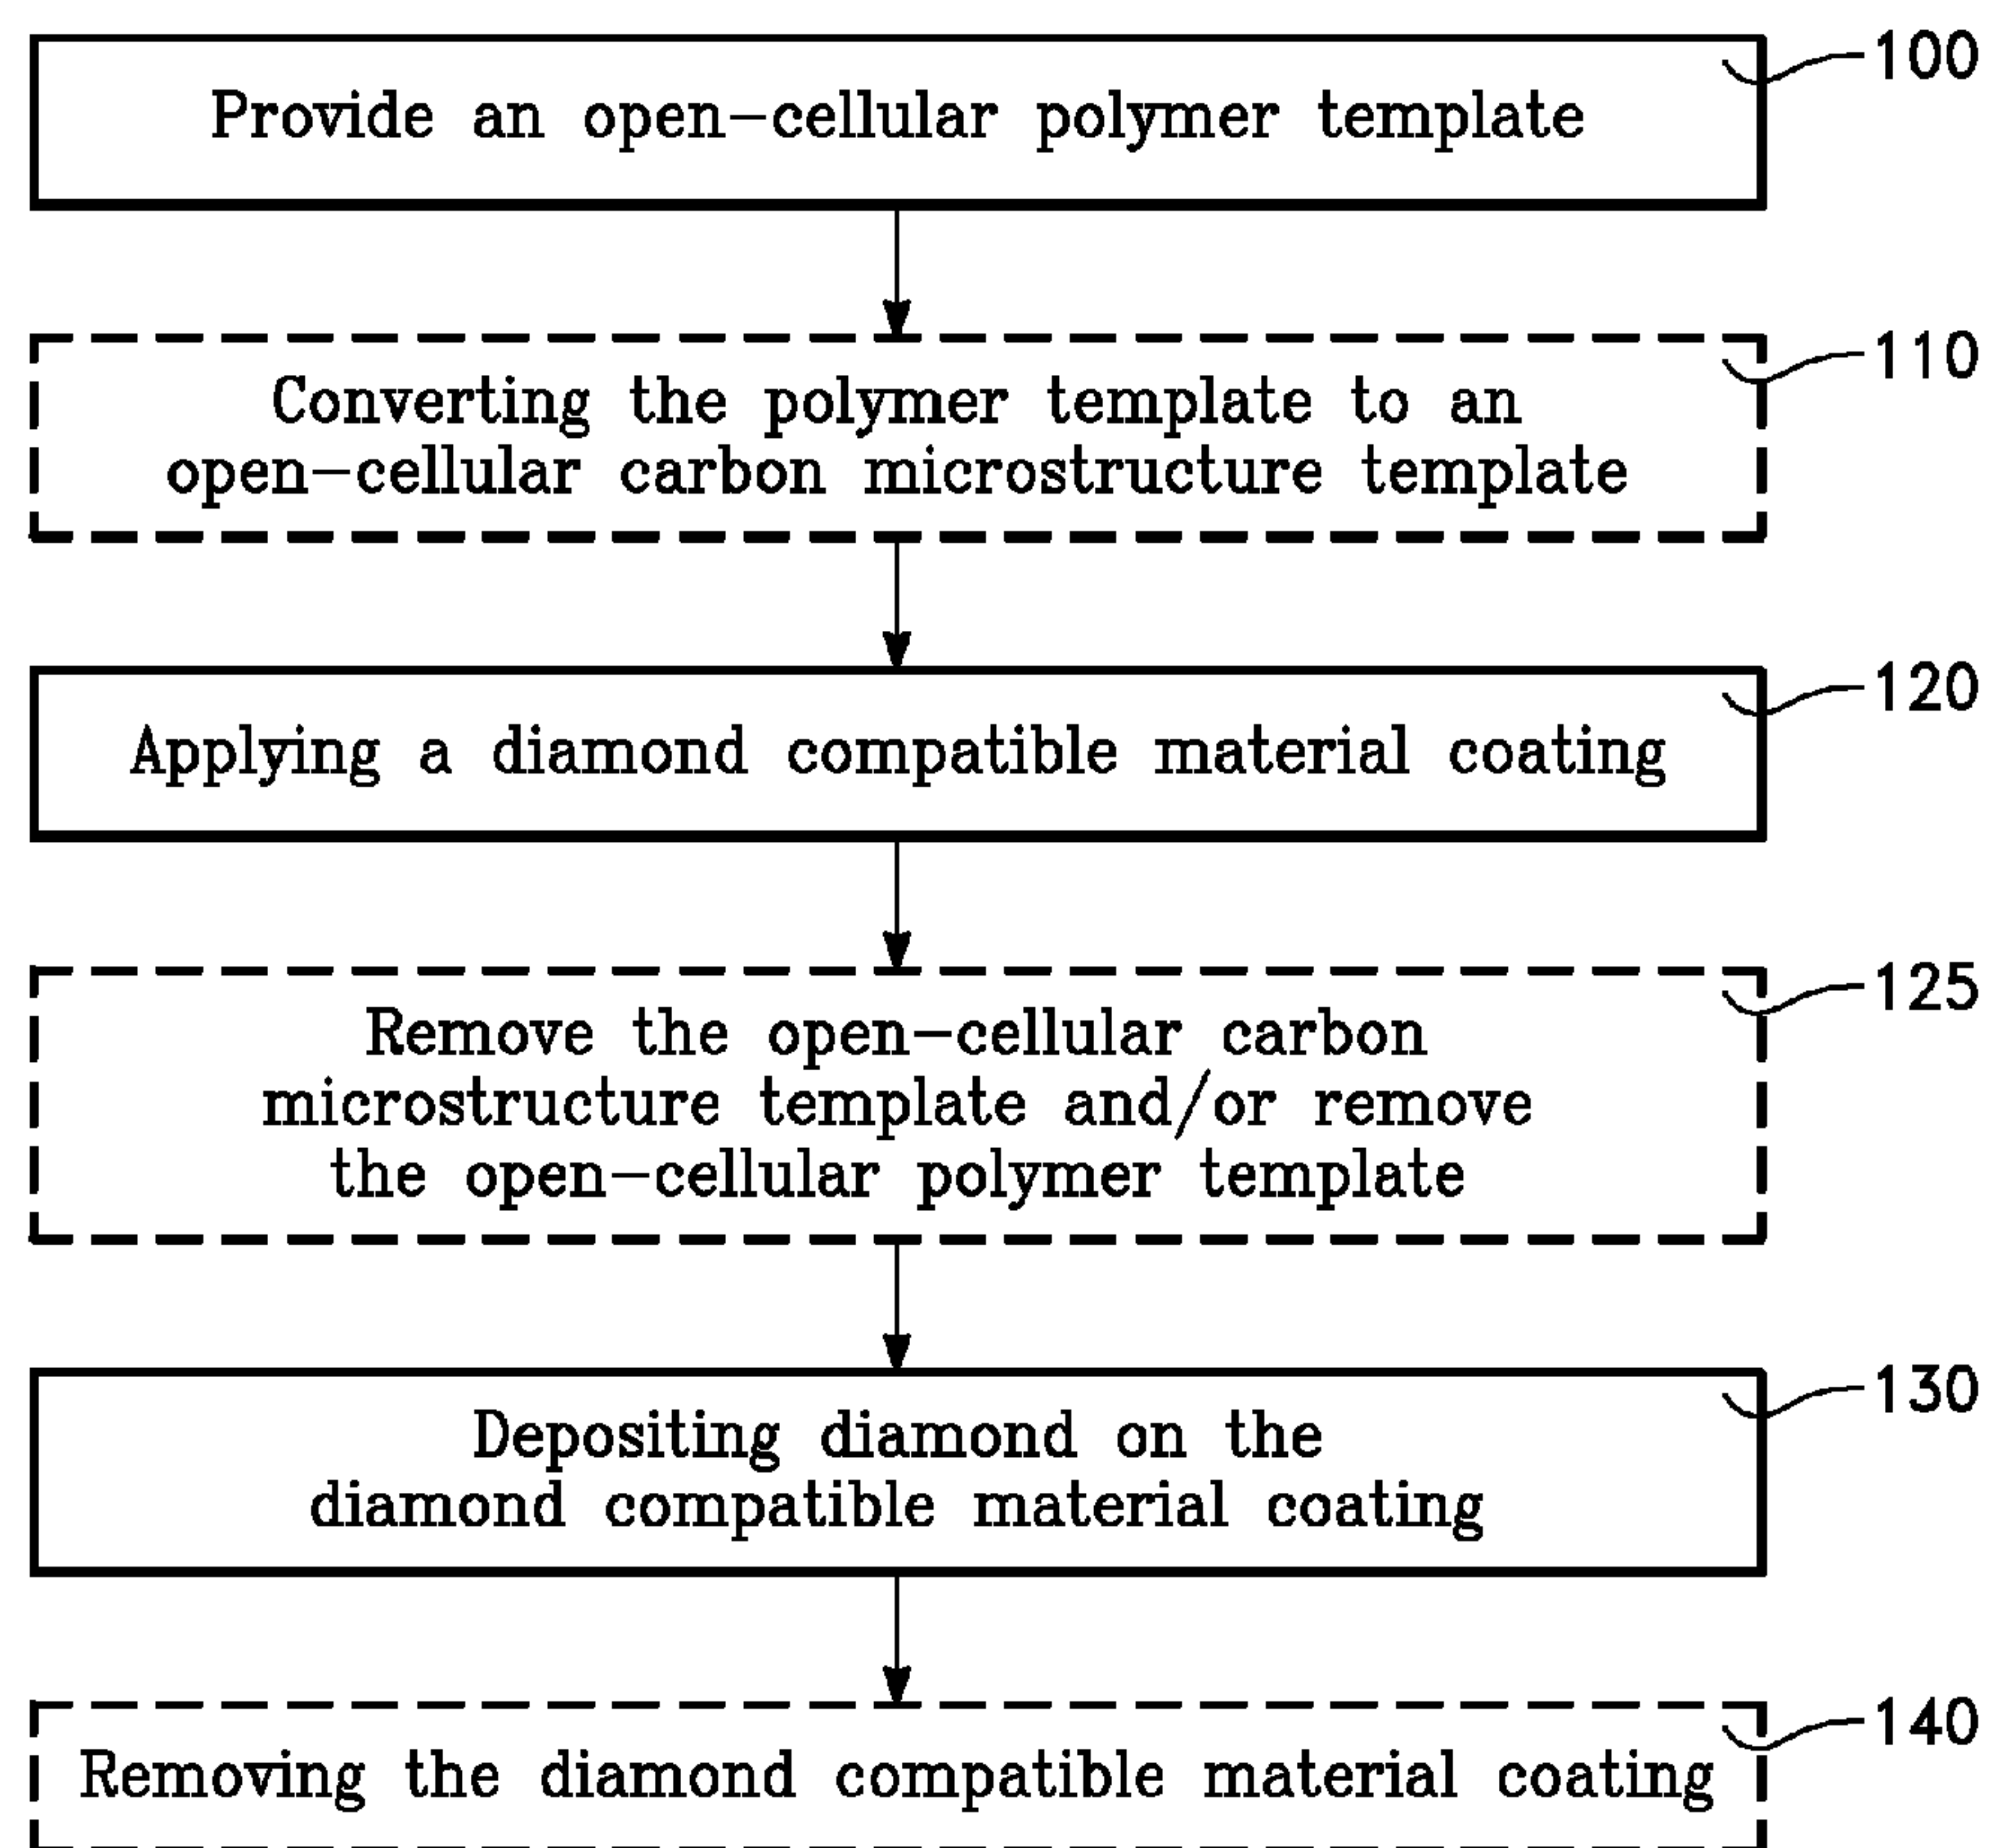 Provide an open-cellular polymer template
100
Converting the polymer template to an
open-cellular carbon microstructure template
110
Applying a diamond compatible material coating
120
Remove the open-cellular carbon
microstructure template and/or remove
the open-cellular polymer template
125
Depositing diamond on the
diamond compatible material coating
130
Removing the diamond compatible material coating
140